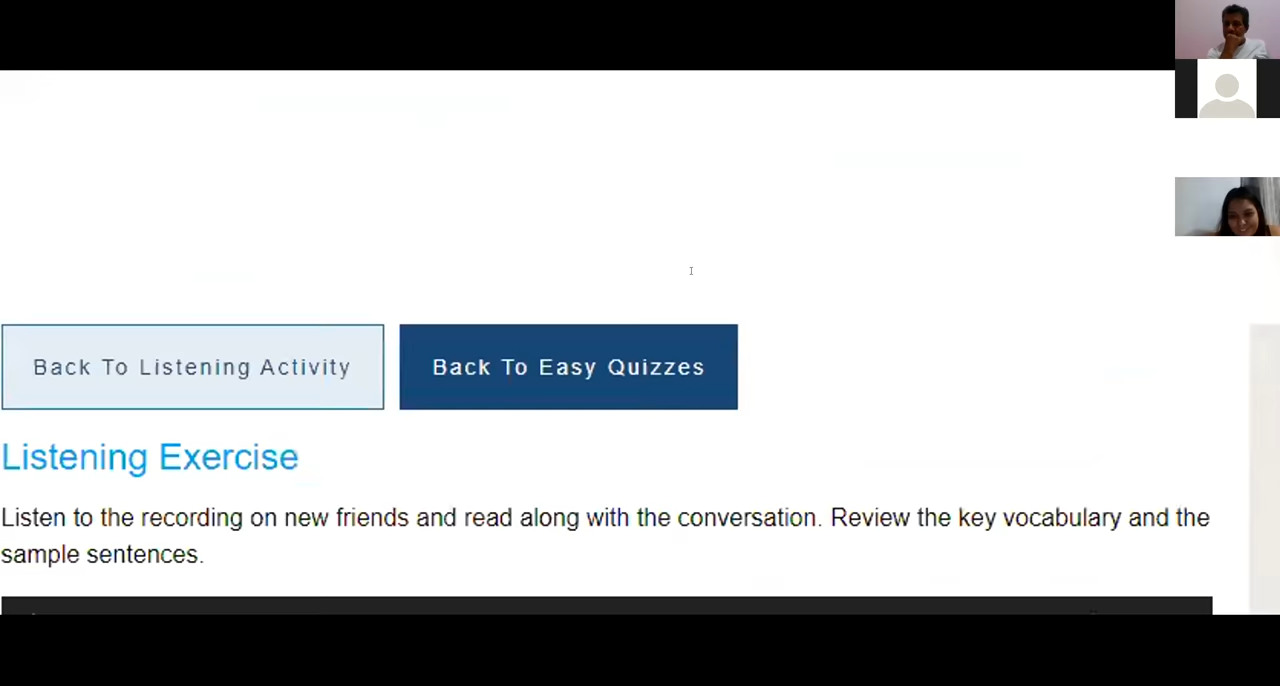 Back To Listening Activity
Back To Easy Quizzes
Listening Exercise
Listen to the recording on new friends and read along with the conversation. Review the key vocabulary and the
sample sentences.